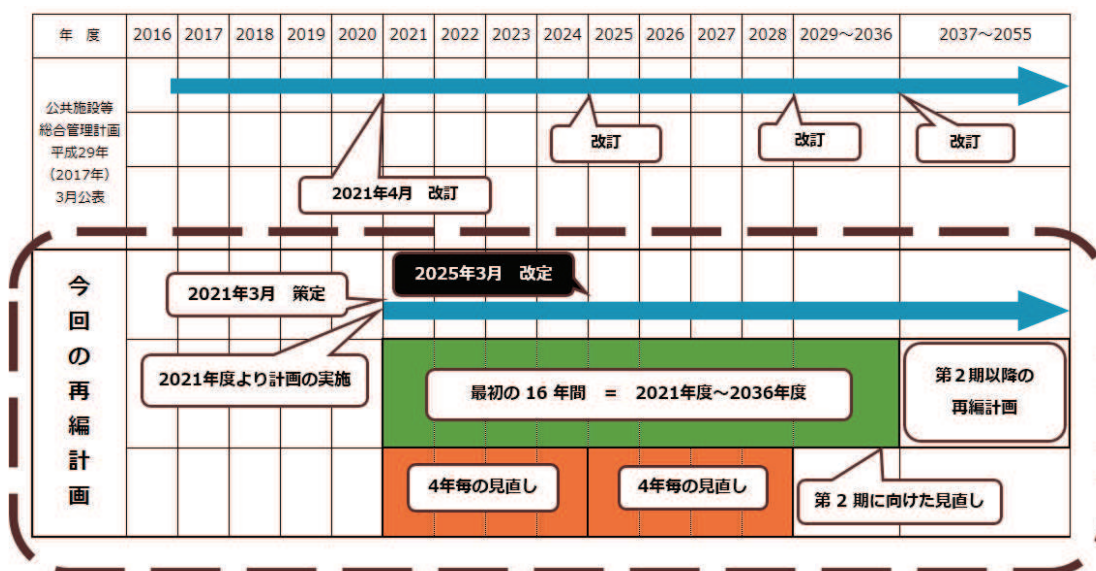 年 度 2016 2017 2018 2019 2020 2021 2022 2023 2024 2025 2026 2027 2028 2029～2036 2037～2055
公共施設等
総合管理計画
平成29年
（2017年）
3月公表
改訂
改訂
改訂
2021年4月 改訂
今回の再編計画
2025年3月 改定
2021年3月 策定
2021年度より計画の実施
最初の 16 年間 ＝ 2021年度～2036年度
第２期以降の
再編計画
4年毎の見直し
4年毎の見直し
第 2 期に向けた見直し